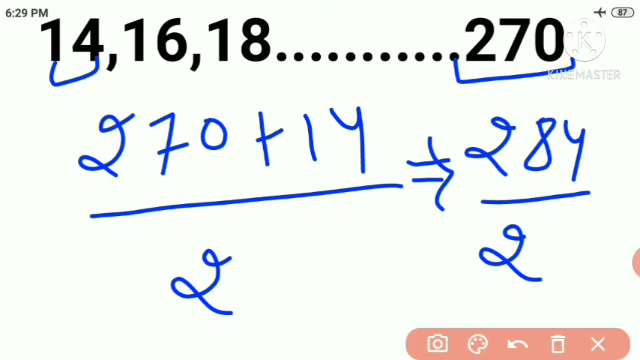 6:29 PM 87
14,16,18............270
KINEMASTER
270+14 ⇒ 284
2 2